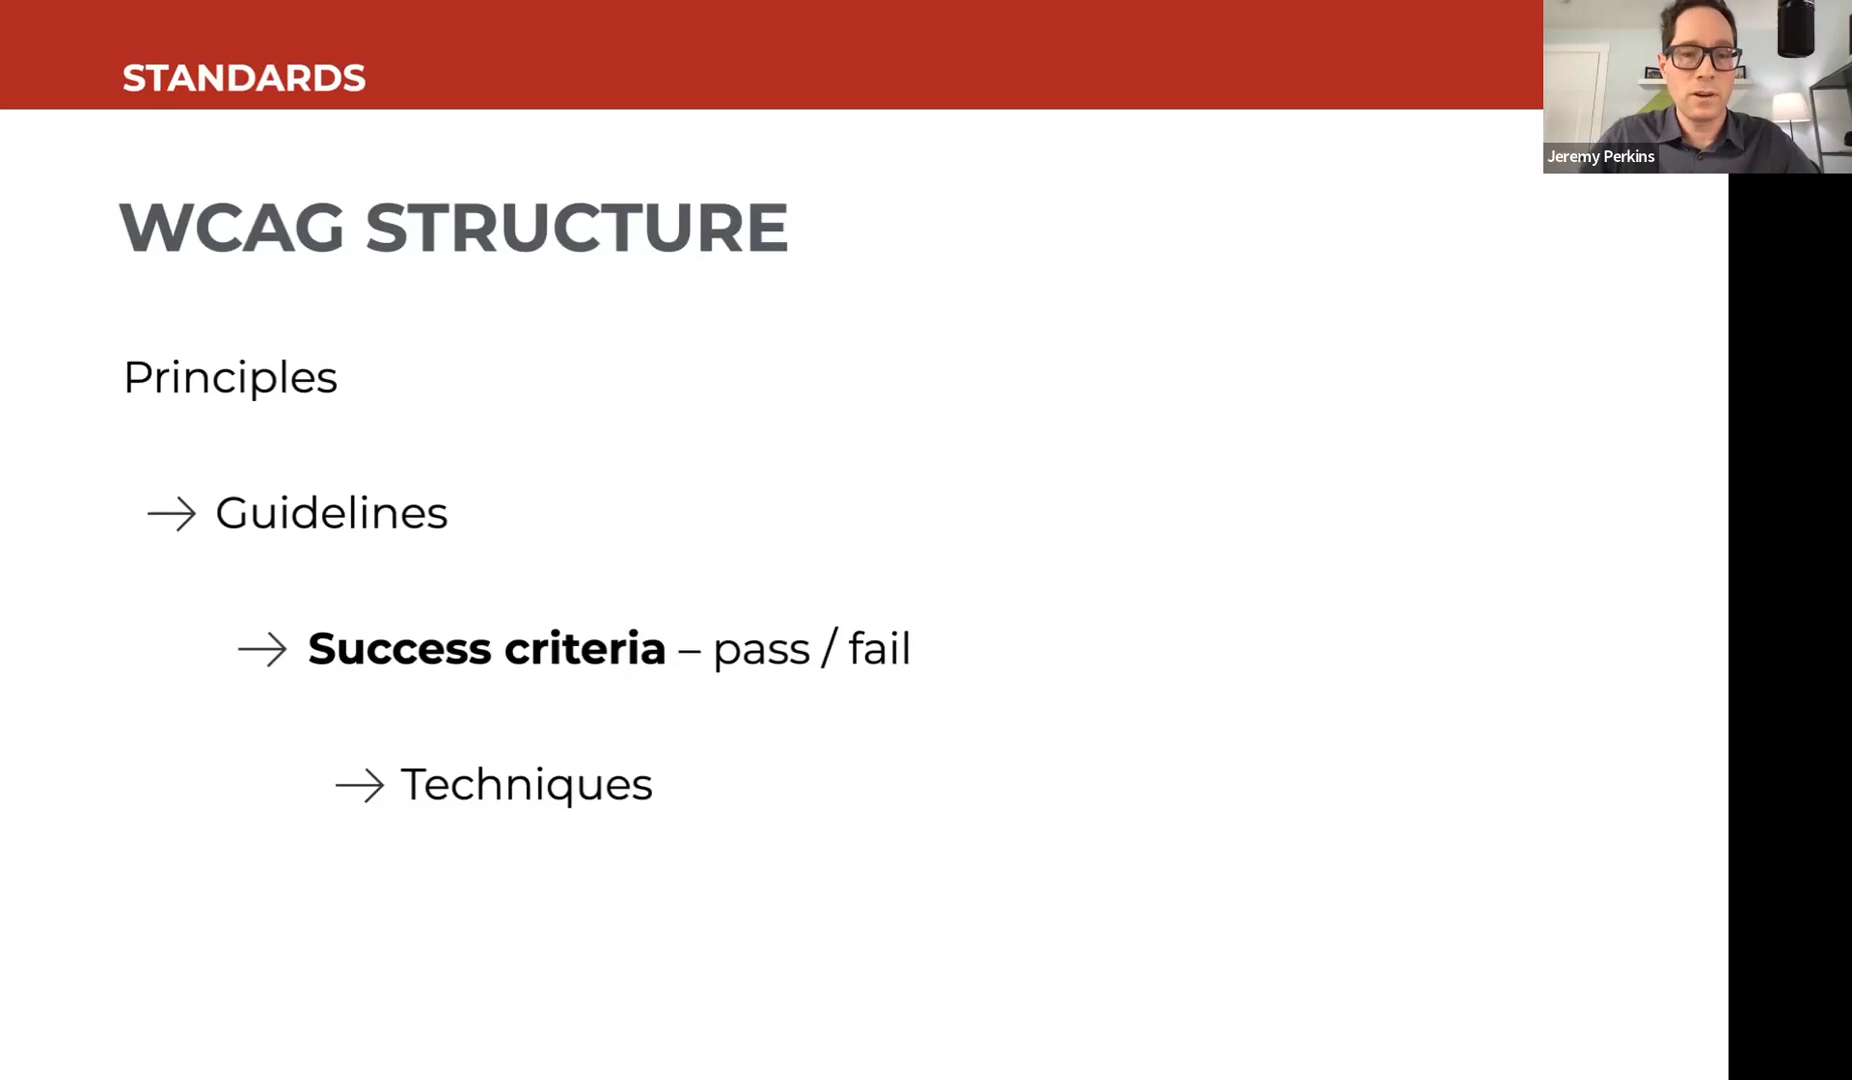 STANDARDS
Jeremy Perkins
WCAG STRUCTURE
Principles
→ Guidelines
→ Success criteria – pass / fail
→ Techniques